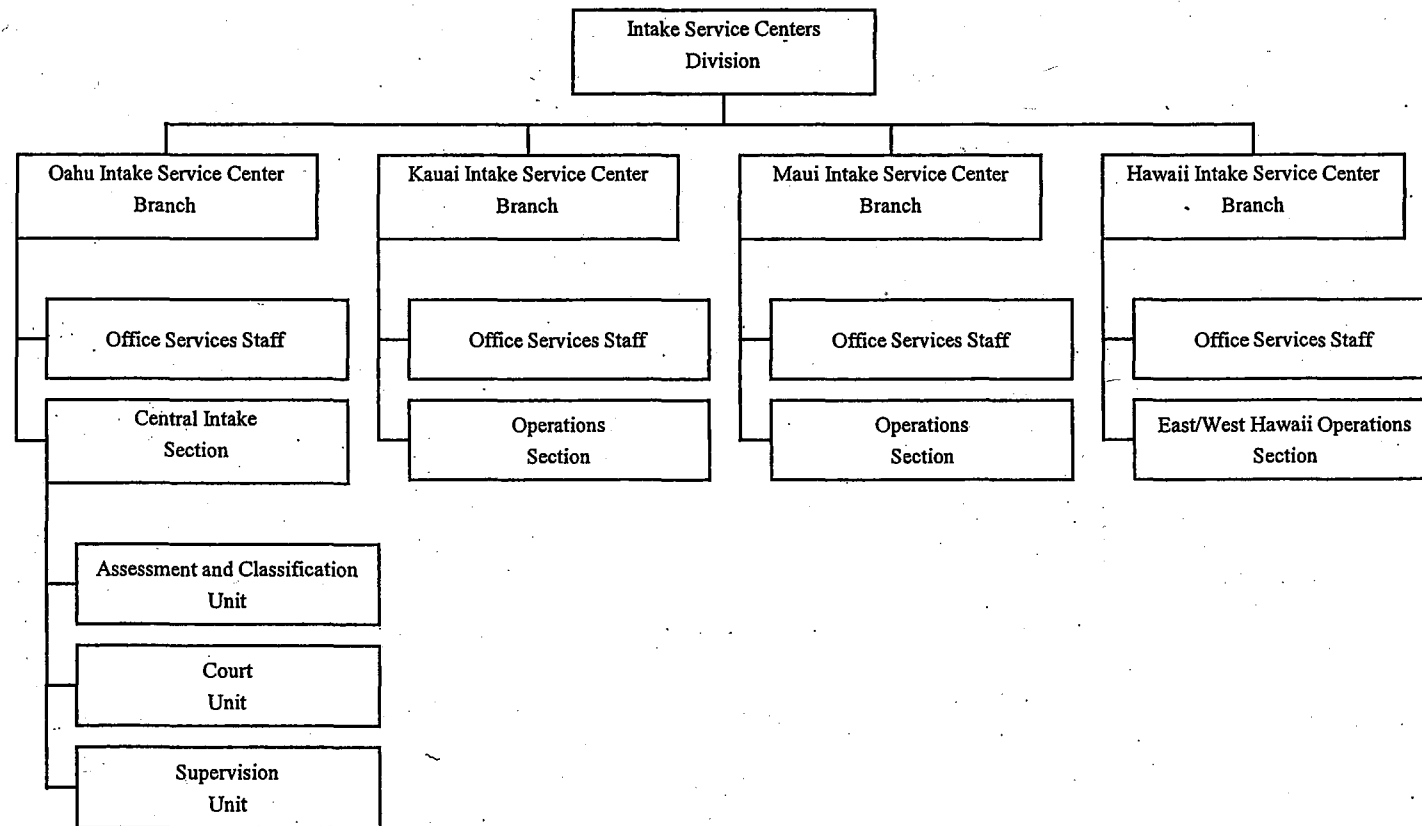 Intake Service Centers
Division
Oahu Intake Service Center
Branch
Kauai Intake Service Center
Branch
Maui Intake Service Center
Branch
Hawaii Intake Service Center
Branch
Office Services Staff
Office Services Staff
Office Services Staff
Office Services Staff
Central Intake
Section
Operations
Section
Operations
Section
East/West Hawaii Operations
Section
Assessment and Classification
Unit
Court
Unit
Supervision
Unit